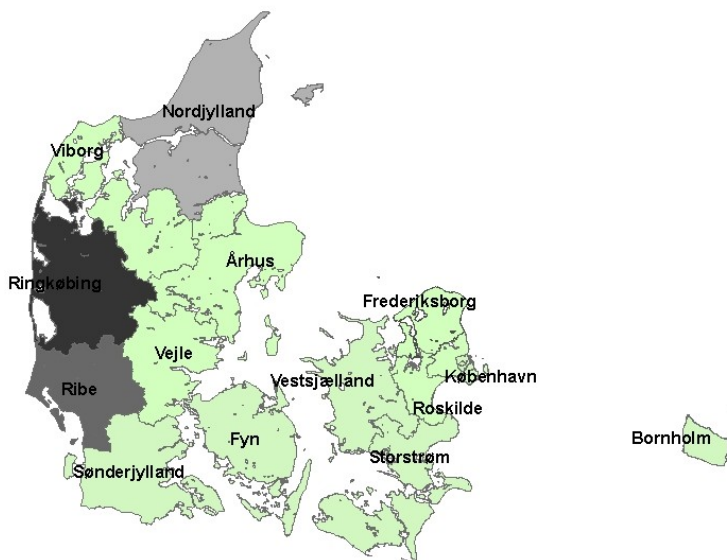 Nordjylland
Viborg
Århus
Ringkøbing
Frederiksborg
Vejle
Vestsjælland
København
Ribe
Roskilde
Fyn
Bornholm
Storstrøm
Sønderjylland